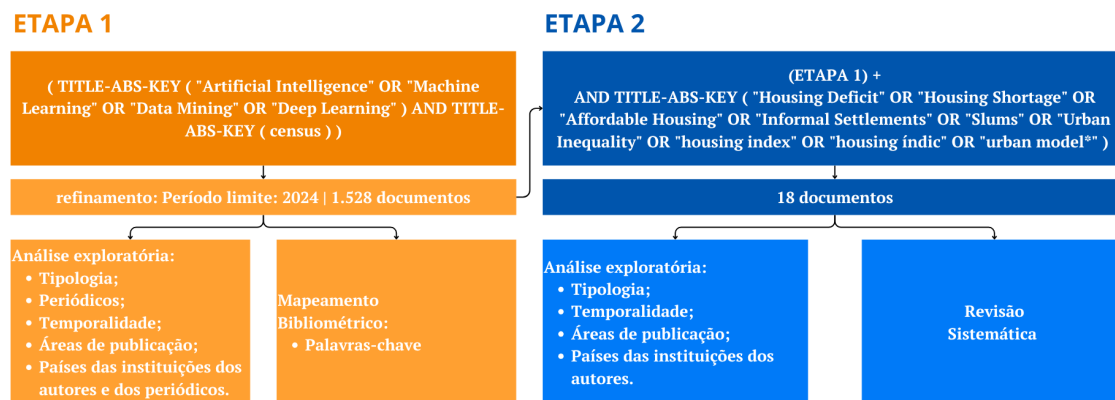 ETAPA 1
( TITLE-ABS-KEY ( "Artificial Intelligence" OR "Machine
Learning" OR "Data Mining" OR "Deep Learning" ) AND TITLE-
ABS-KEY ( census ) )
refinamento: Período limite: 2024 | 1.528 documentos
Análise exploratória:
• Tipologia;
• Periódicos;
• Temporalidade;
• Áreas de publicação;
• Países das instituições dos
autores e dos periódicos.
Mapeamento
Bibliométrico:
• Palavras-chave
ETAPA 2
(ETAPA 1) +
AND TITLE-ABS-KEY ( "Housing Deficit" OR "Housing Shortage" OR
"Affordable Housing" OR "Informal Settlements" OR "Slums" OR "Urban
Inequality" OR "housing index" OR "housing índic" OR "urban model*" )
18 documentos
Análise exploratória:
• Tipologia;
• Temporalidade;
• Áreas de publicação;
• Países das instituições dos
autores.
Revisão
Sistemática